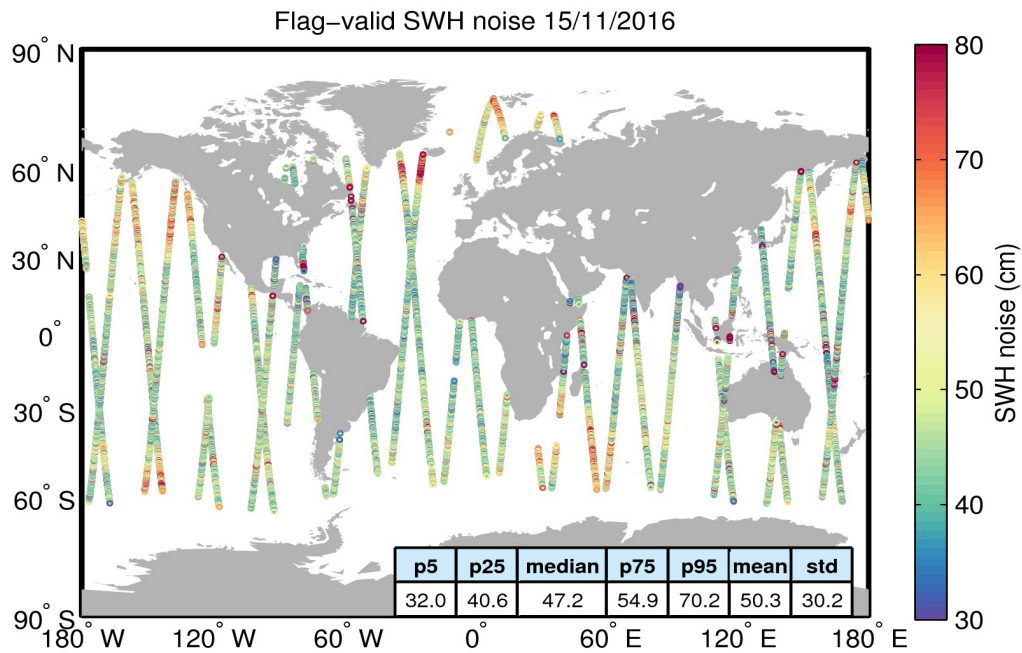 Flag−valid SWH noise 15/11/2016
90° N
60° N
30° N
0°
30° S
60° S
90° S
180° W
120° W
60° W
0°
60° E
120° E
180° E
p5 p25 median p75 p95 mean std
32.0 40.6 47.2 54.9 70.2 50.3 30.2
80
70
60
50
40
30
SWH noise (cm)